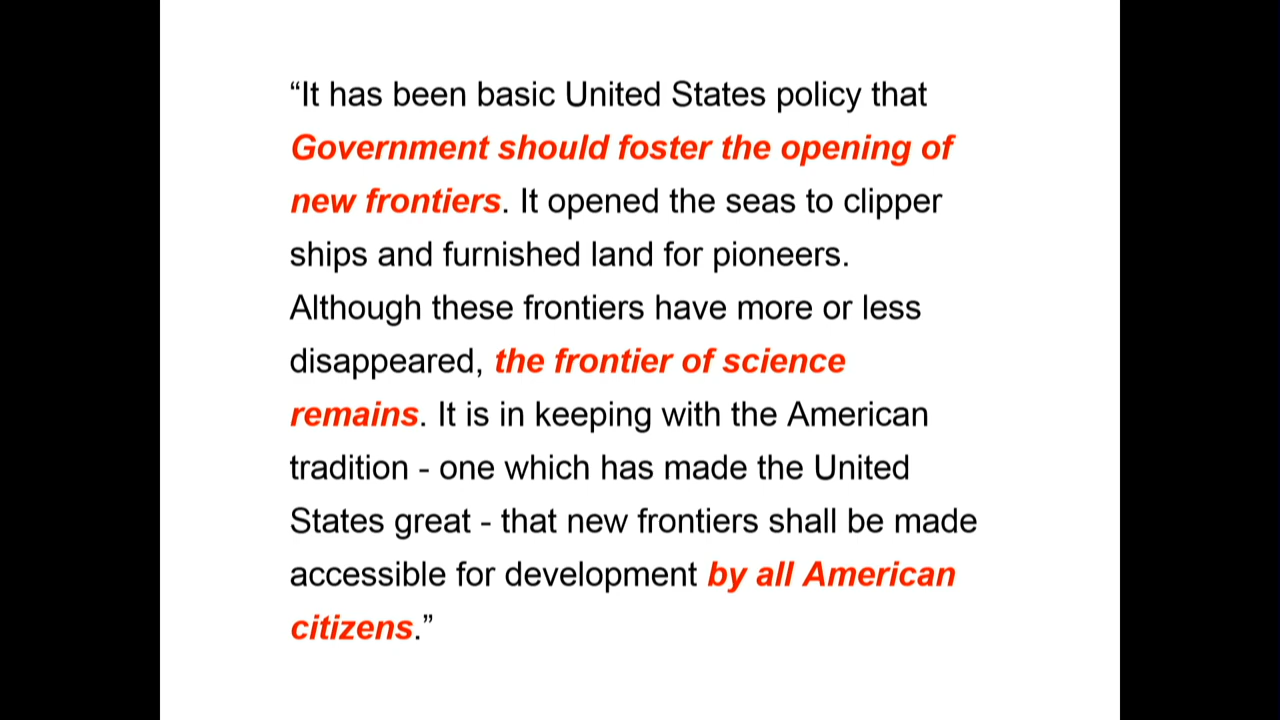 “It has been basic United States policy that
Government should foster the opening of
new frontiers. It opened the seas to clipper
ships and furnished land for pioneers.
Although these frontiers have more or less
disappeared, the frontier of science
remains. It is in keeping with the American
tradition - one which has made the United
States great - that new frontiers shall be made
accessible for development by all American
citizens.”